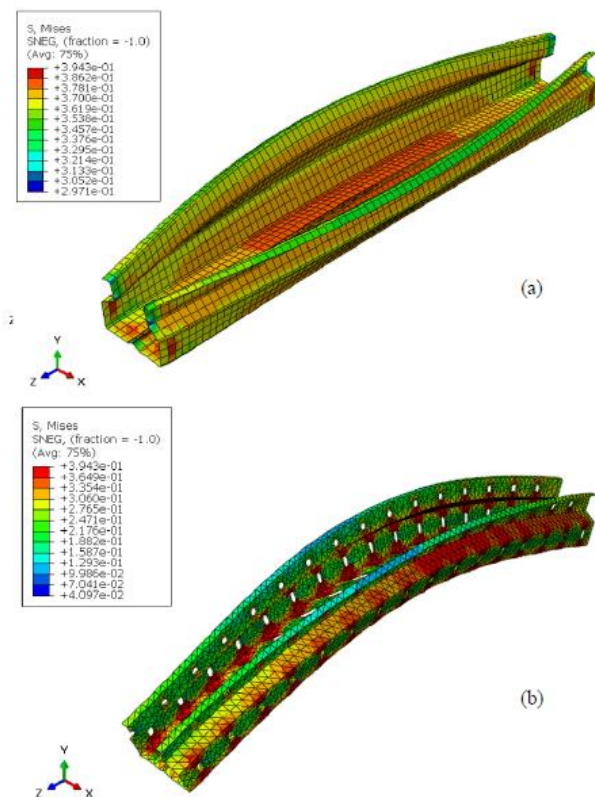 S, Mises
SNEG, (fraction = -1.0)
(Avg: 75%)
+3.943e-01
+3.862e-01
+3.781e-01
+3.700e-01
+3.619e-01
+3.538e-01
+3.457e-01
+3.376e-01
+3.295e-01
+3.214e-01
+3.133e-01
+3.052e-01
+2.971e-01
(a)
Y
Z
X
S, Mises
SNEG, (fraction = -1.0)
(Avg: 75%)
+3.943e-01
+3.649e-01
+3.354e-01
+3.060e-01
+2.765e-01
+2.471e-01
+2.176e-01
+1.882e-01
+1.587e-01
+1.293e-01
+9.986e-02
+7.041e-02
+4.097e-02
(b)
Y
Z
X